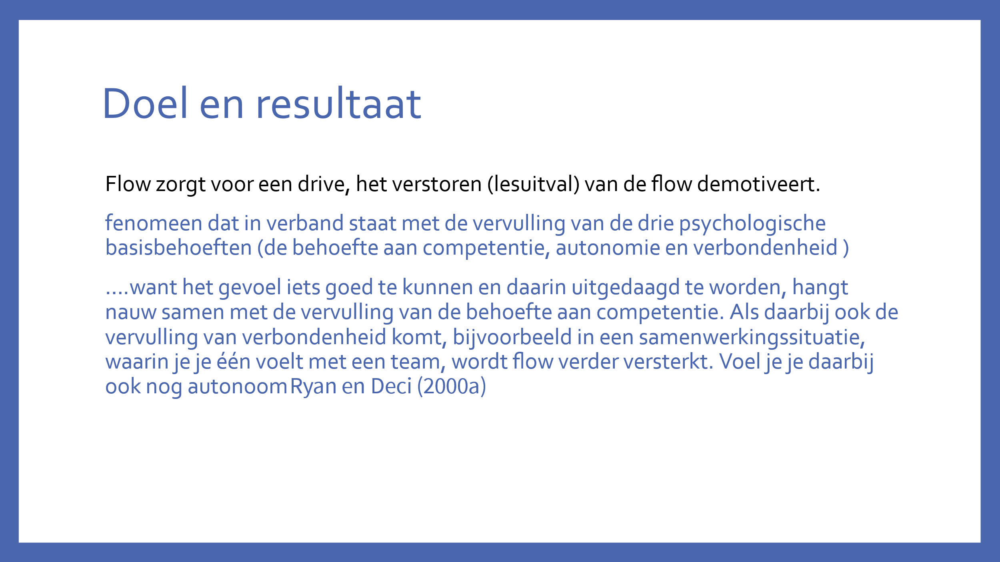 Doel en resultaat
Flow zorgt voor een drive, het verstoren (lesuitval) van de flow demotiveert.
fenomeen dat in verband staat met de vervulling van de drie psychologische
basisbehoeften (de behoefte aan competentie, autonomie en verbondenheid )
....want het gevoel iets goed te kunnen en daarin uitgedaagd te worden, hangt
nauw samen met de vervulling van de behoefte aan competentie. Als daarbij ook de
vervulling van verbondenheid komt, bijvoorbeeld in een samenwerkingssituatie,
waarin je je één voelt met een team, wordt flow verder versterkt. Voel je je daarbij
ook nog autonoom Ryan en Deci (2000a)